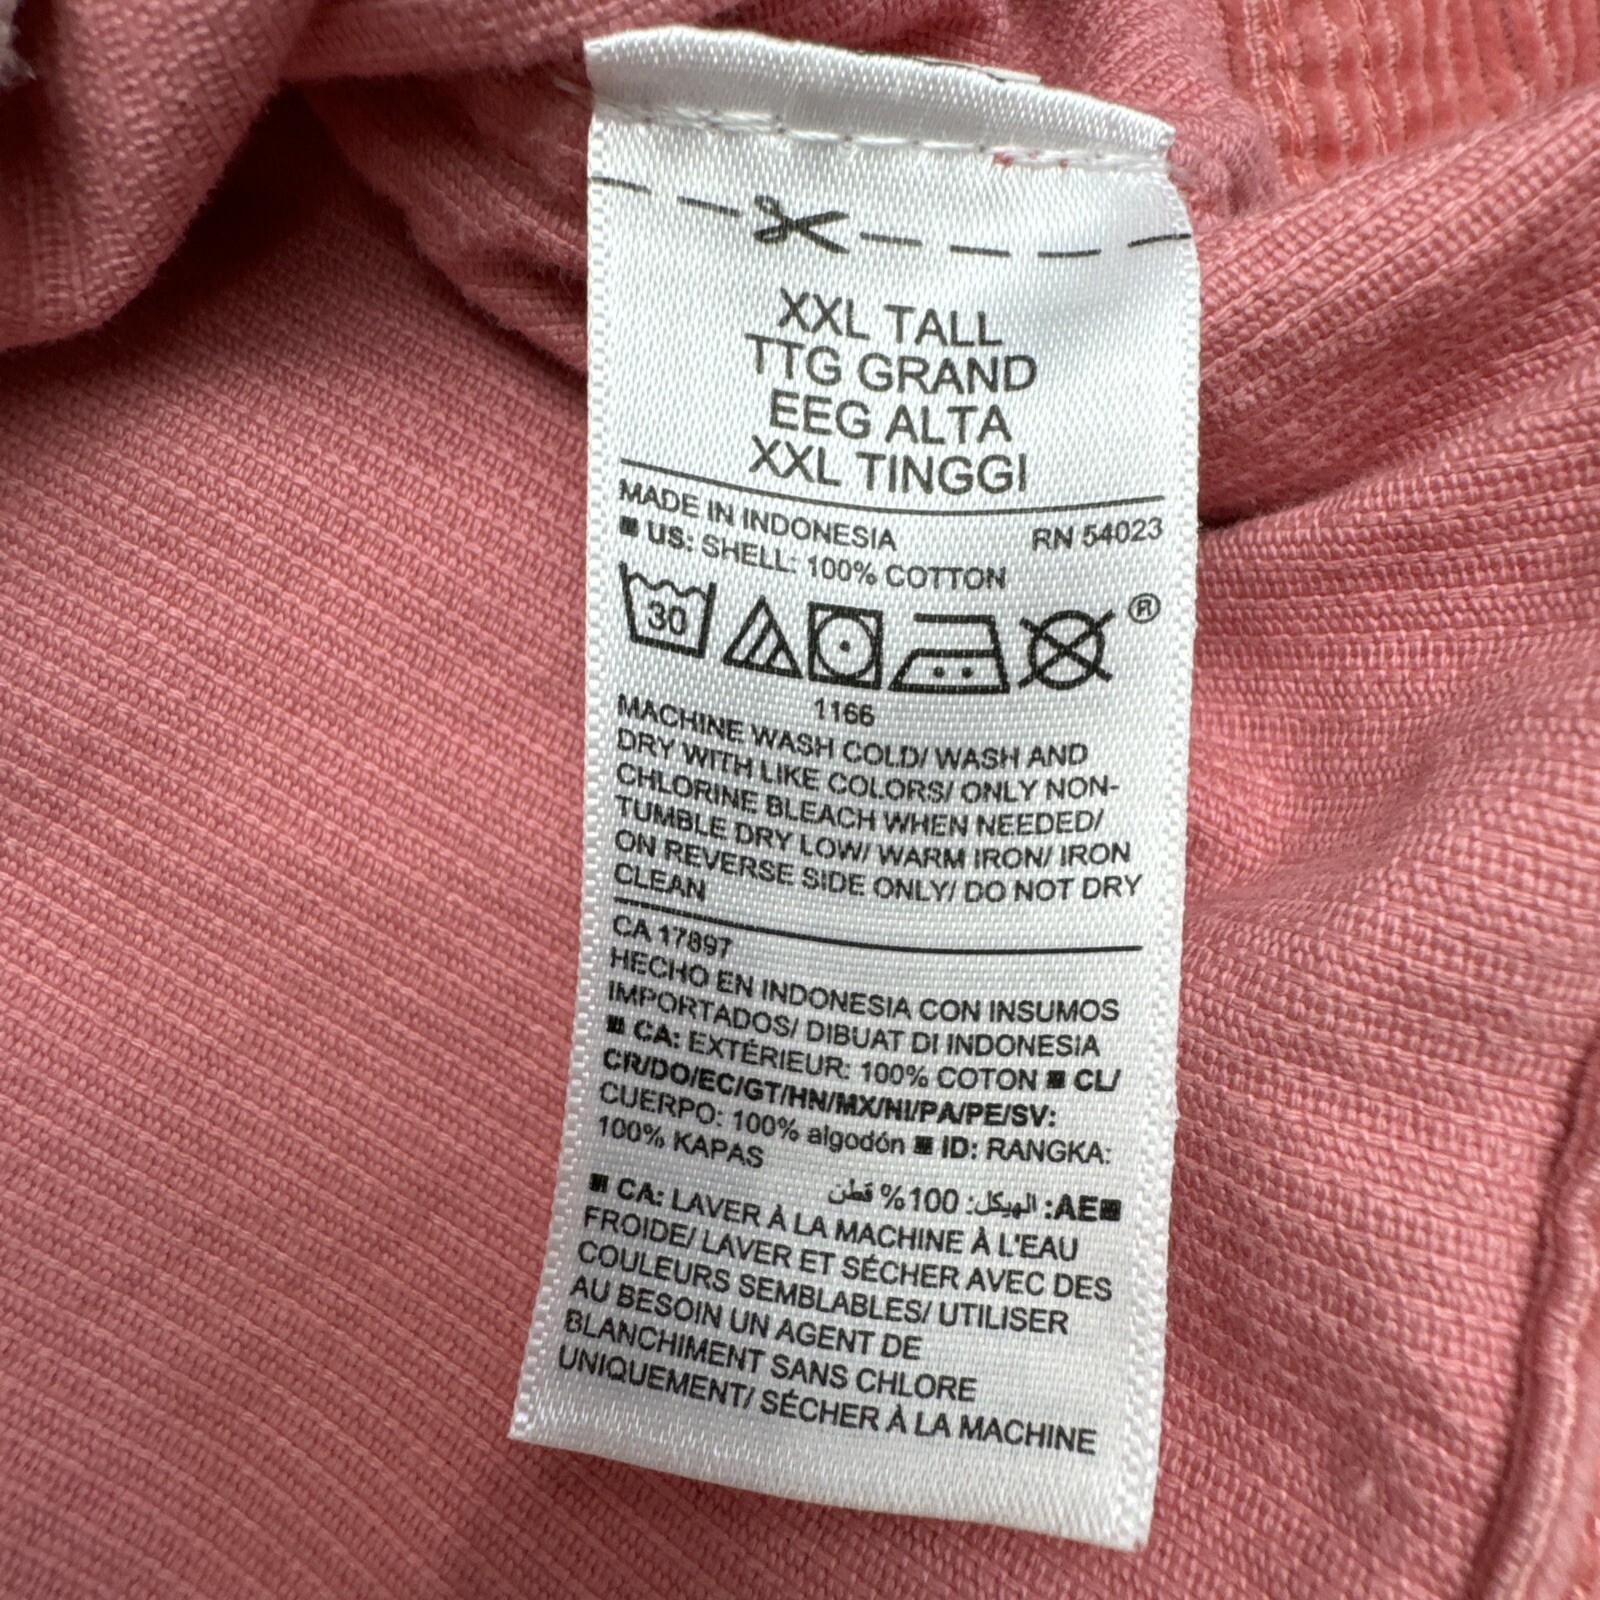 XXL TALL
TTG GRAND
EEG ALTA
XXL TINGGI
MADE IN INDONESIA RN 54023
■ US: SHELL: 100% COTTON
30 ®
1166
MACHINE WASH COLD/ WASH AND
DRY WITH LIKE COLORS/ ONLY NON-
CHLORINE BLEACH WHEN NEEDED/
TUMBLE DRY LOW/ WARM IRON/ IRON
ON REVERSE SIDE ONLY/ DO NOT DRY
CLEAN
CA 17897
HECHO EN INDONESIA CON INSUMOS
IMPORTADOS/ DIBUAT DI INDONESIA
■ CA: EXTÉRIEUR: 100% COTON ■ CL/
CR/DO/EC/GT/HN/MX/NI/PA/PE/SV:
CUERPO: 100% algodón ■ ID: RANGKA:
100% KAPAS
■AE: الهيكل: 100% قطن
■ CA: LAVER À LA MACHINE À L'EAU
FROIDE/ LAVER ET SÉCHER AVEC DES
COULEURS SEMBLABLES/ UTILISER
AU BESOIN UN AGENT DE
BLANCHIMENT SANS CHLORE
UNIQUEMENT/ SÉCHER À LA MACHINE